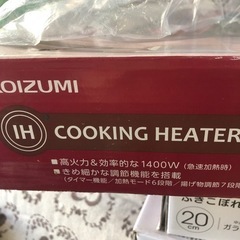 OIZUMI
IH COOKING HEATER
■高火力&効率的な1400W(急速加熱時)
■きめ細かな調節機能を搭載
(タイマー機能/加熱モード6段階/揚げ物調節7段階
ふきこぼれ
20cm
ガラ